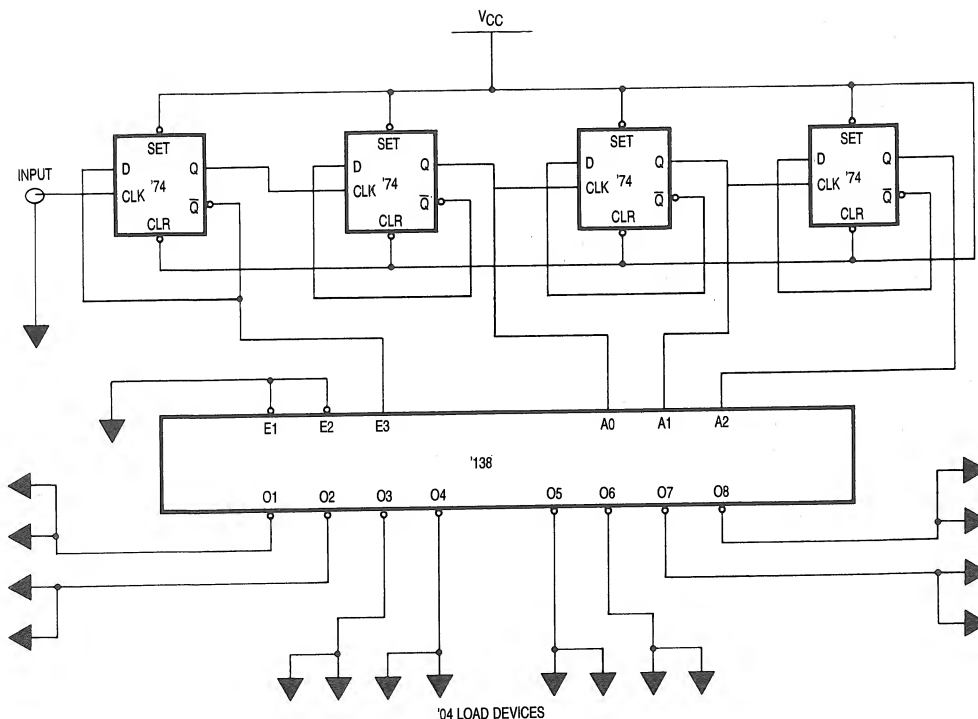 VCC
SET SET SET SET
D Q D Q D Q D Q
INPUT '74 '74 '74 '74
CLK CLK CLK CLK
Q̅ Q̅ Q̅ Q̅
CLR CLR CLR CLR
E1 E2 E3 A0 A1 A2
'138
O1 O2 O3 O4 O5 O6 O7 O8
'04 LOAD DEVICES